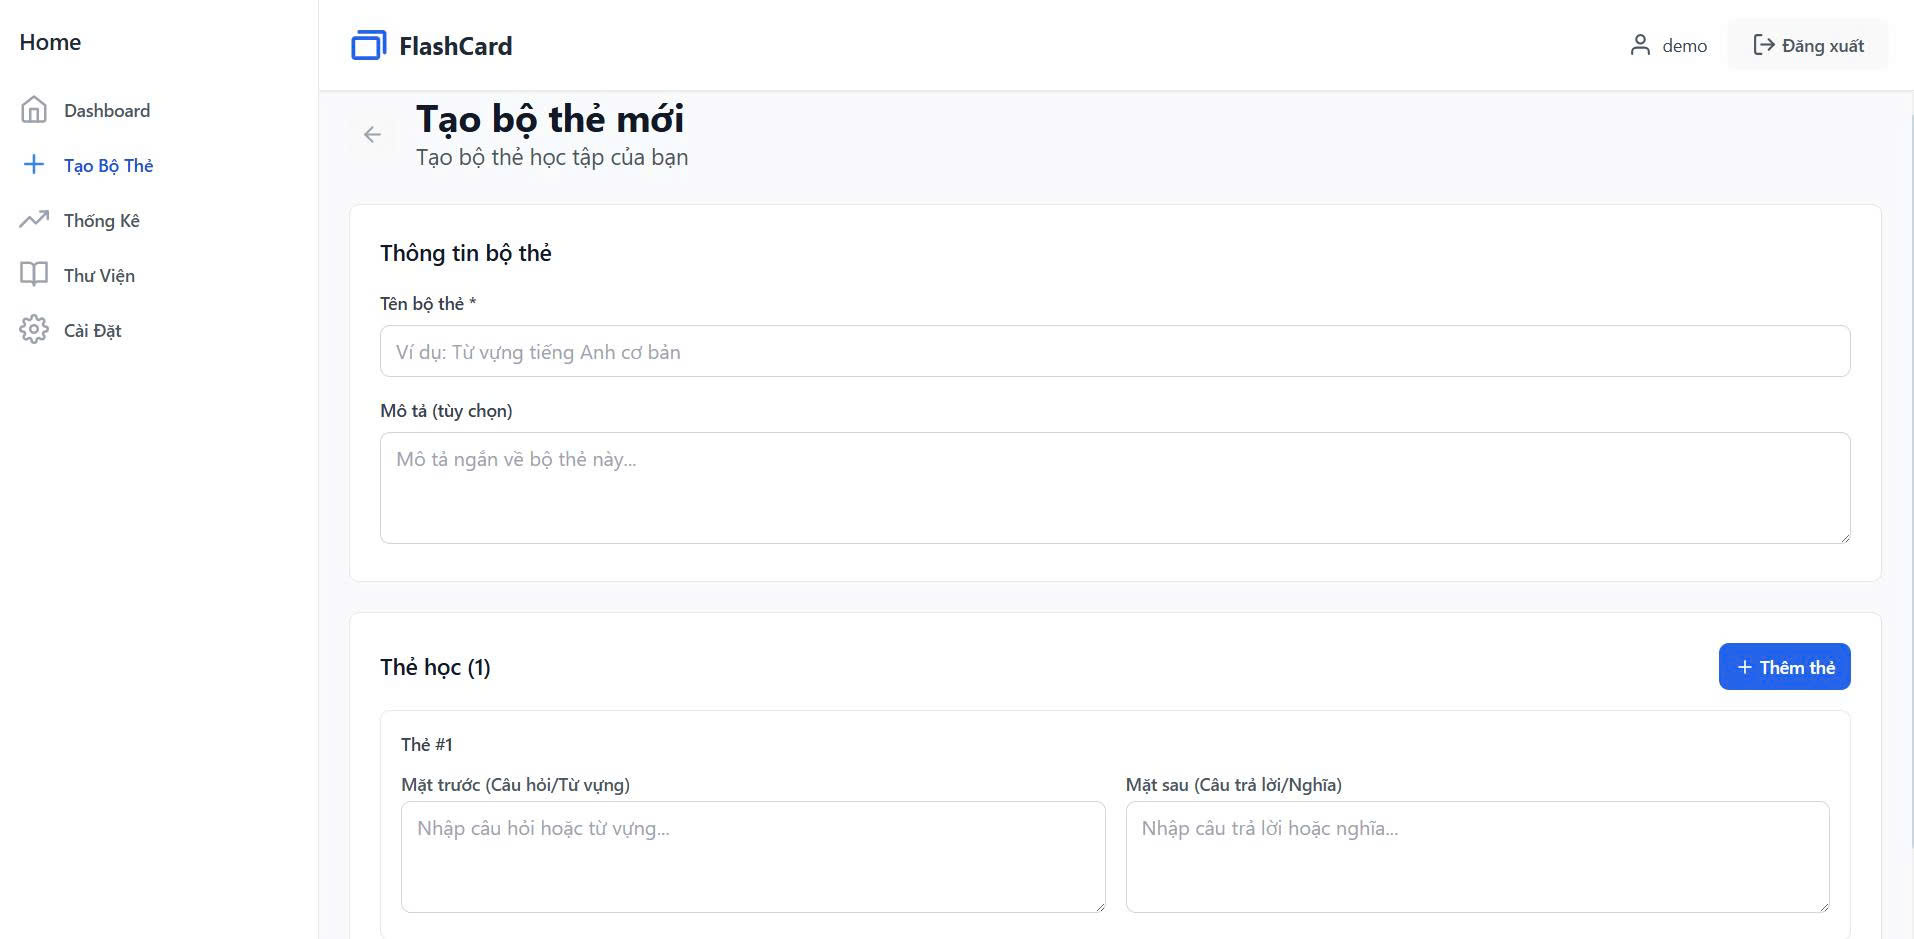 Home
Dashboard
Tạo Bộ Thẻ
Thống Kê
Thư Viện
Cài Đặt
FlashCard
demo
Đăng xuất
Tạo bộ thẻ mới
Tạo bộ thẻ học tập của bạn
Thông tin bộ thẻ
Tên bộ thẻ *
Ví dụ: Từ vựng tiếng Anh cơ bản
Mô tả (tùy chọn)
Mô tả ngắn về bộ thẻ này...
Thẻ học (1)
Thêm thẻ
Thẻ #1
Mặt trước (Câu hỏi/Từ vựng)
Nhập câu hỏi hoặc từ vựng...
Mặt sau (Câu trả lời/Nghĩa)
Nhập câu trả lời hoặc nghĩa...